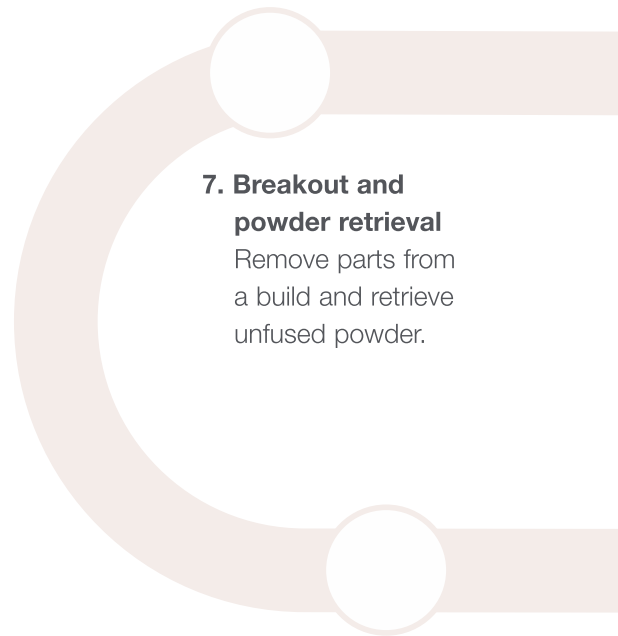 7. Breakout and
powder retrieval
Remove parts from
a build and retrieve
unfused powder.